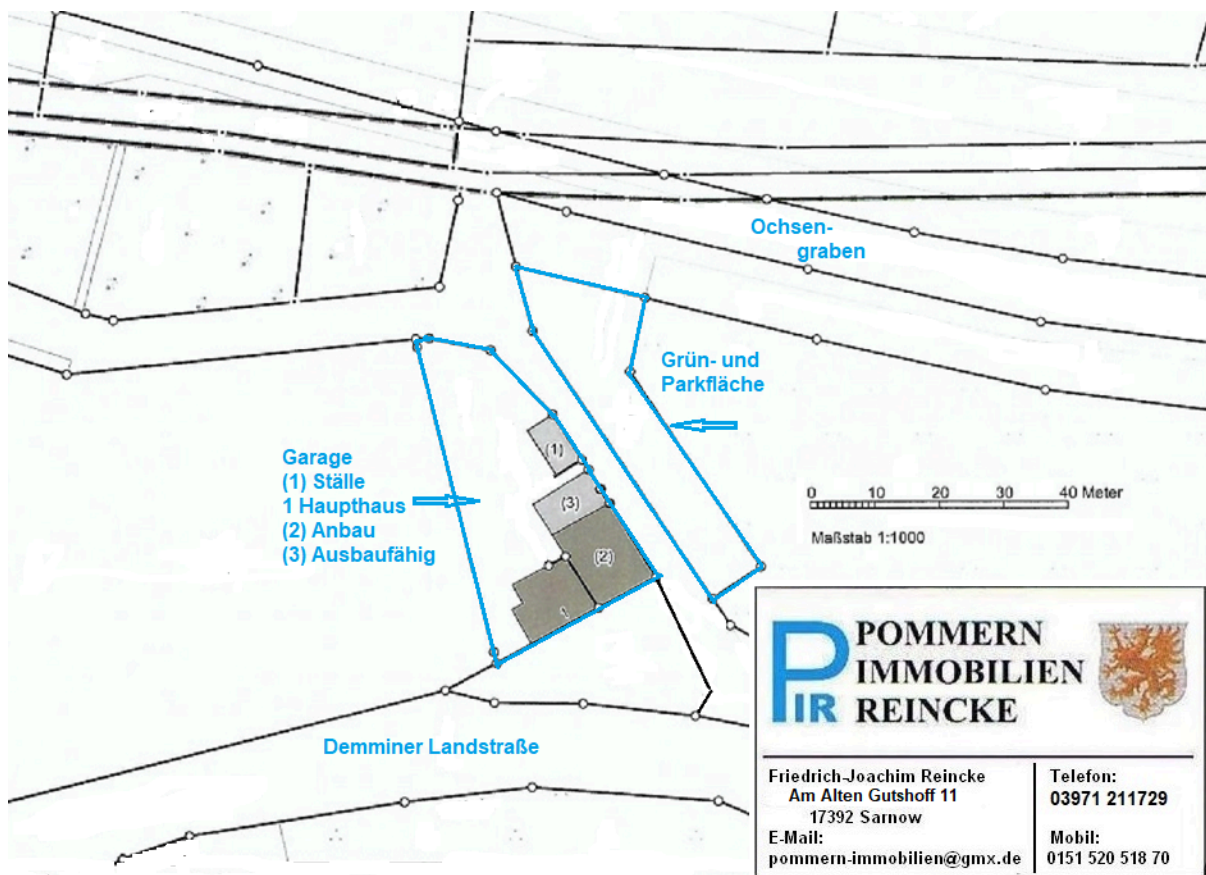 Ochsen-
graben
Grün- und
Parkfläche
Garage
(1) Ställe
1 Haupthaus
(2) Anbau
(3) Ausbaufähig
(1)
(3)
(2)
1
0 10 20 30 40 Meter
Maßstab 1:1000
Demminer Landstraße
PIR
POMMERN
IMMOBILIEN
REINCKE
Friedrich-Joachim Reincke
Am Alten Gutshoff 11
17392 Sarnow
E-Mail:
pommern-immobilien@gmx.de
Telefon:
03971 211729
Mobil:
0151 520 518 70